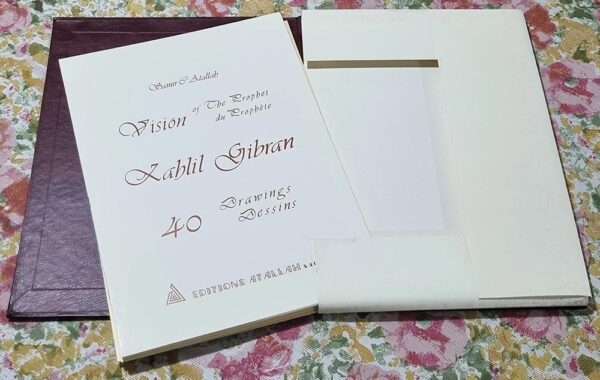 Samir C Atallah
Vision of The Prophet
du Prophète
Kahlil Gibran
40 Drawings
Dessins
EDITIONS ATALLAH